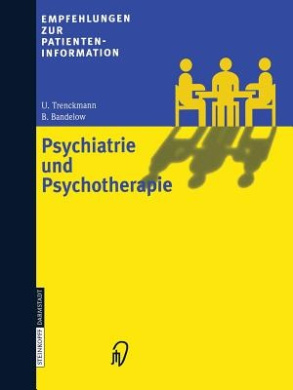 EMPFEHLUNGEN
ZUR
PATIENTEN-
INFORMATION
U. Trenckmann
B. Bandelow
Psychiatrie
und
Psychotherapie
STEINKOPFF
DARMSTADT